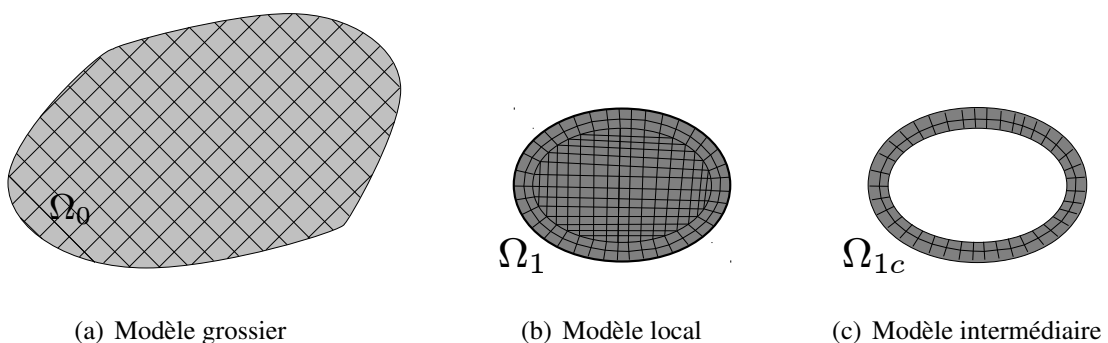 Ω₀
Ω₁
Ω₁c
(a) Modèle grossier
(b) Modèle local
(c) Modèle intermédiaire